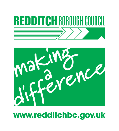 REDDITCH BOROUGH COUNCIL
making
a
difference
www.redditchbc.gov.uk